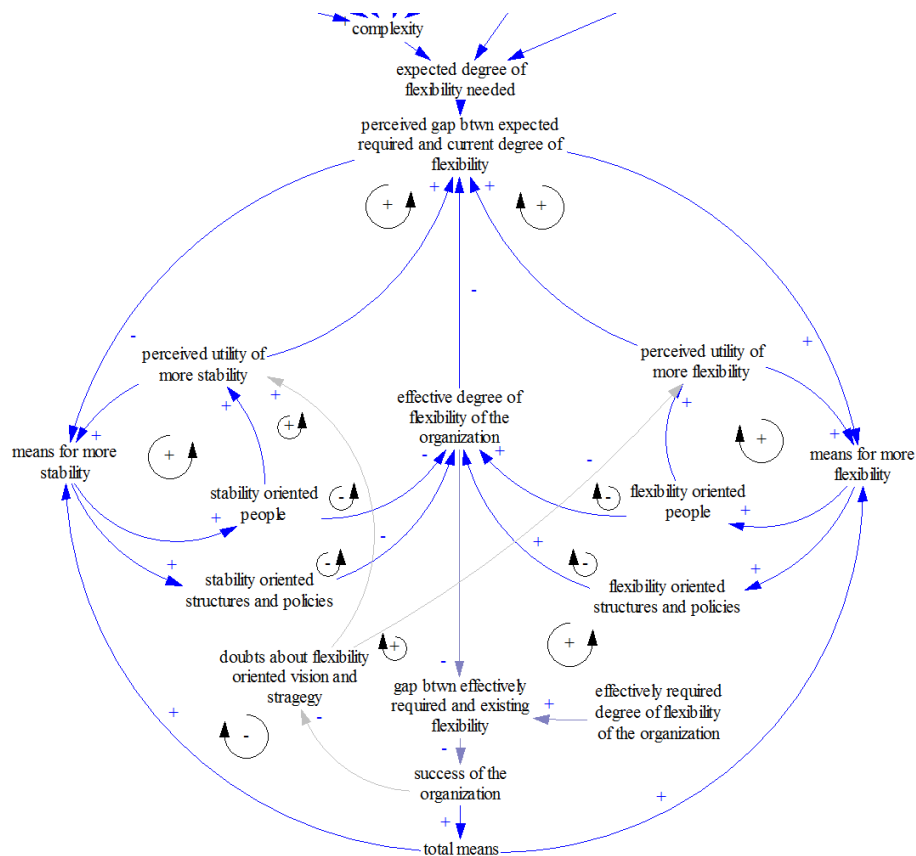 +
complexity
expected degree of
flexibility needed
perceived gap btwn expected
required and current degree of
flexibility
+
+
+
+
-
-
+
perceived utility of
more stability
perceived utility of
more flexibility
+
+
+
+
+
+
+
+
effective degree of
flexibility of the
organization
means for more
stability
means for more
flexibility
+
+
-
+
-
stability oriented
people
-
-
flexibility oriented
people
+
+
-
+
+
-
-
+
stability oriented
structures and policies
flexibility oriented
structures and policies
+
+
doubts about flexibility
oriented vision and
stragegy
-
gap btwn effectively
required and existing
flexibility
+
effectively required
degree of flexibility
of the organization
+
-
-
-
success of the
organization
+
+
total means